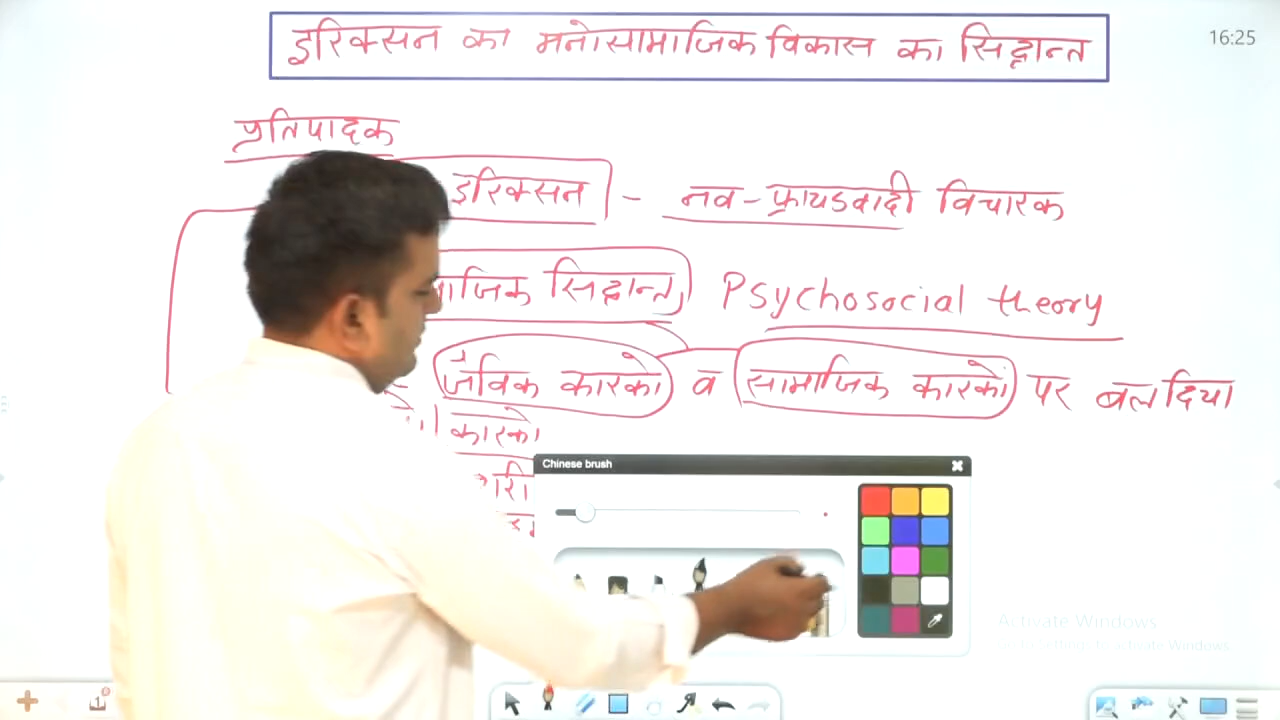 इरिक्सन का मनोसामाजिक विकास का सिद्धान्त
16:25
प्रतिपादक
इरिक्सन - नव-फ्रायडवादी विचारक
सिद्धान्त, Psychosocial theory
जैविक कारको व सामाजिक कारको पर बल दिया
कारको
Chinese brush
Activate Windows